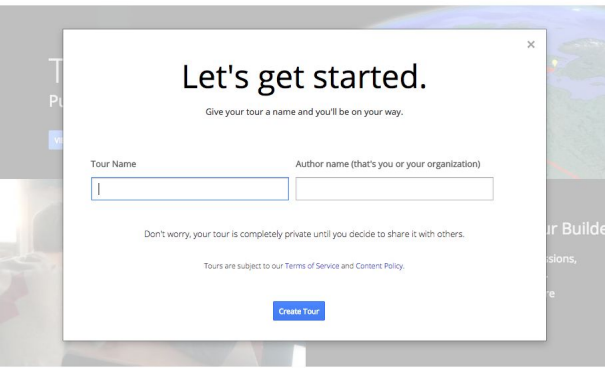 Let's get started.
Give your tour a name and you'll be on your way.
Tour Name
Author name (that's you or your organization)
Don't worry, your tour is completely private until you decide to share it with others.
Tours are subject to our Terms of Service and Content Policy.
Create Tour